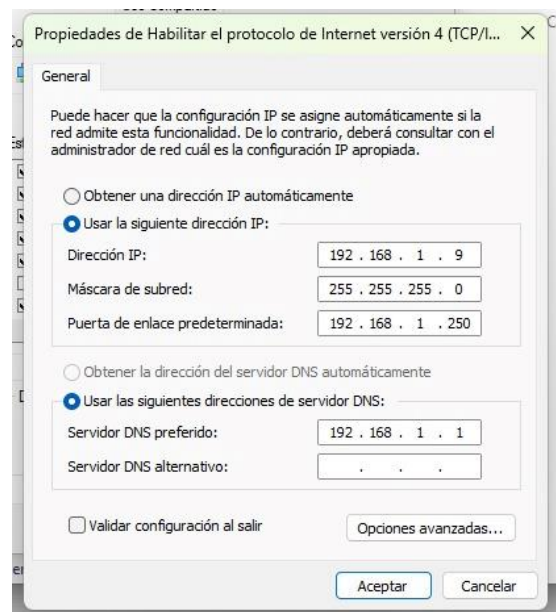 Propiedades de Habilitar el protocolo de Internet versión 4 (TCP/I...
General
Puede hacer que la configuración IP se asigne automáticamente si la
red admite esta funcionalidad. De lo contrario, deberá consultar con el
administrador de red cuál es la configuración IP apropiada.
Obtener una dirección IP automáticamente
Usar la siguiente dirección IP:
Dirección IP: 192 . 168 . 1 . 9
Máscara de subred: 255 . 255 . 255 . 0
Puerta de enlace predeterminada: 192 . 168 . 1 . 250
Obtener la dirección del servidor DNS automáticamente
Usar las siguientes direcciones de servidor DNS:
Servidor DNS preferido: 192 . 168 . 1 . 1
Servidor DNS alternativo: . . .
Validar configuración al salir
Opciones avanzadas...
Aceptar Cancelar